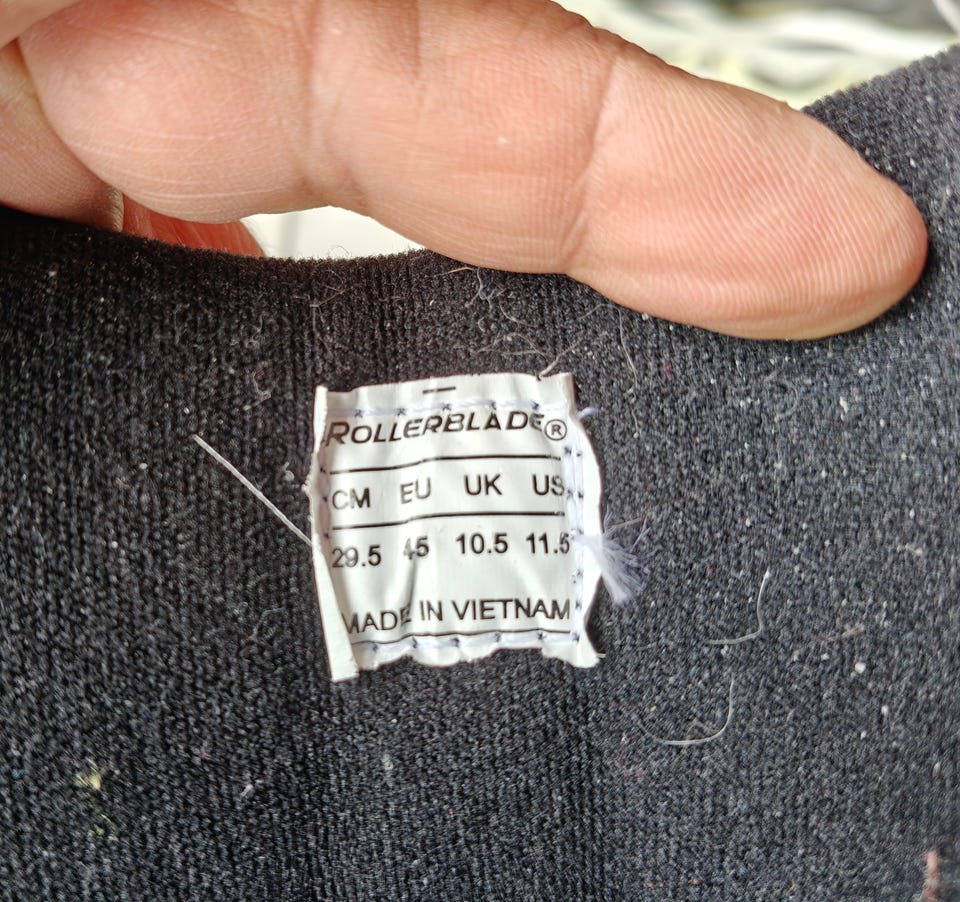 ROLLERBLADE®
CM EU UK US
29.5 45 10.5 11.5
MADE IN VIETNAM